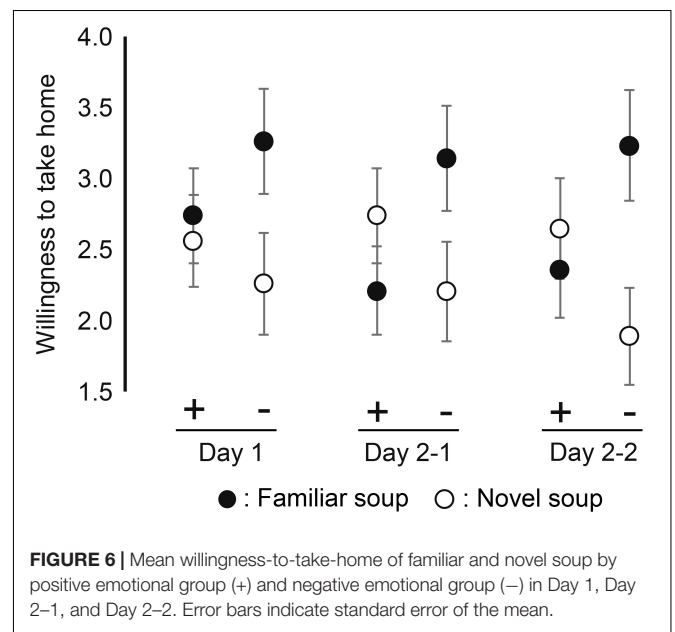 Willingness to take home
4.0
3.5
3.0
2.5
2.0
1.5
+ - + - + -
Day 1 Day 2-1 Day 2-2
: Familiar soup : Novel soup
FIGURE 6 | Mean willingness-to-take-home of familiar and novel soup by
positive emotional group (+) and negative emotional group (−) in Day 1, Day
2–1, and Day 2–2. Error bars indicate standard error of the mean.